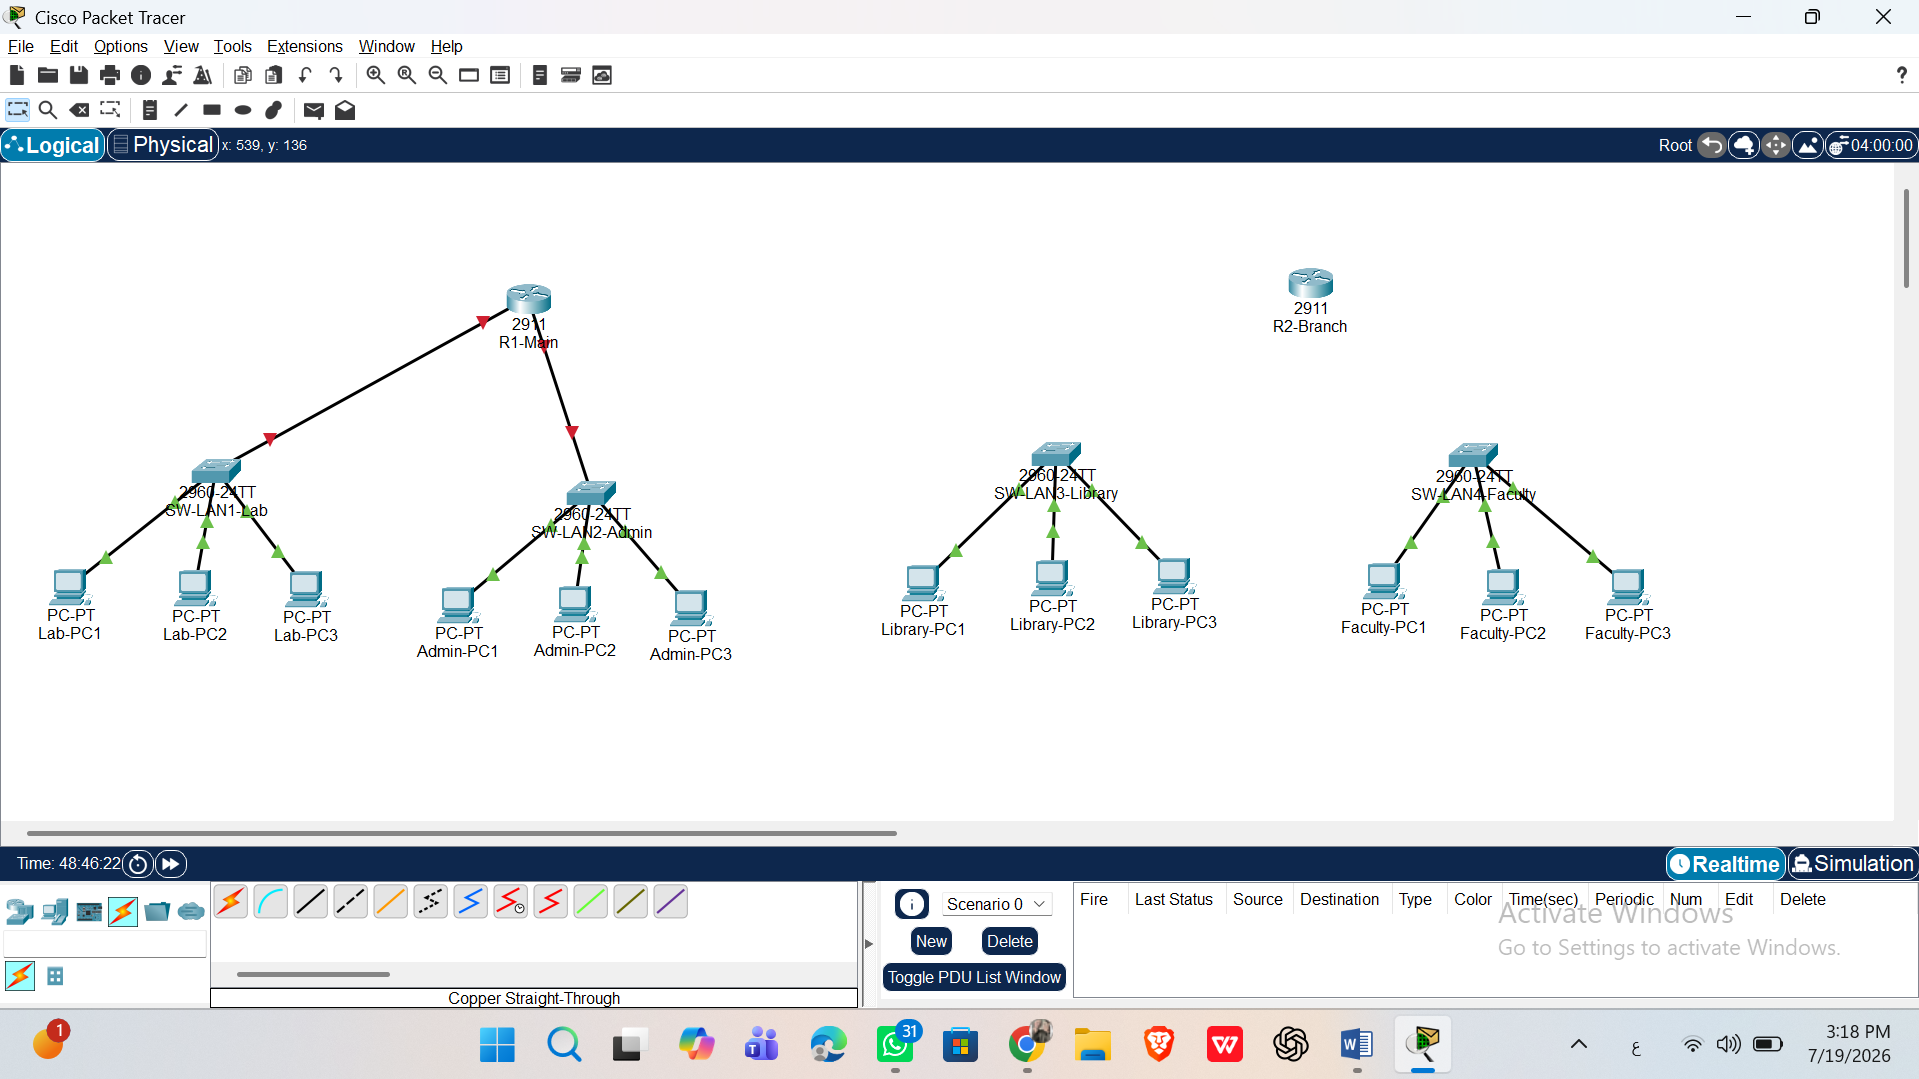 Cisco Packet Tracer
File Edit Options View Tools Extensions Window Help
?
Logical Physical x: 539, y: 136 Root 04:00:00
2911
R1-Main
2911
R2-Branch
2960-24TT
SW-LAN1-Lab
2960-24TT
SW-LAN2-Admin
2960-24TT
SW-LAN3-Library
2960-24TT
SW-LAN4-Faculty
PC-PT
Lab-PC1
PC-PT
Lab-PC2
PC-PT
Lab-PC3
PC-PT
Admin-PC1
PC-PT
Admin-PC2
PC-PT
Admin-PC3
PC-PT
Library-PC1
PC-PT
Library-PC2
PC-PT
Library-PC3
PC-PT
Faculty-PC1
PC-PT
Faculty-PC2
PC-PT
Faculty-PC3
Time: 48:46:22 Realtime Simulation
Scenario 0
New Delete
Toggle PDU List Window
Fire Last Status Source Destination Type Color Time(sec) Periodic Num Edit Delete
Activate Windows
Go to Settings to activate Windows.
Copper Straight-Through
1
31
ع
3:18 PM
7/19/2026